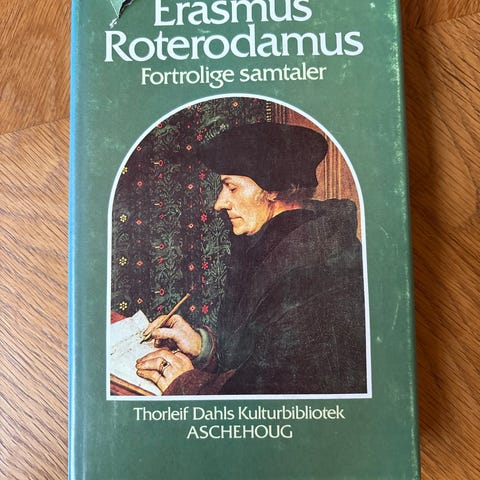 Erasmus
Roterodamus
Fortrolige samtaler
Thorleif Dahls Kulturbibliotek
ASCHEHOUG